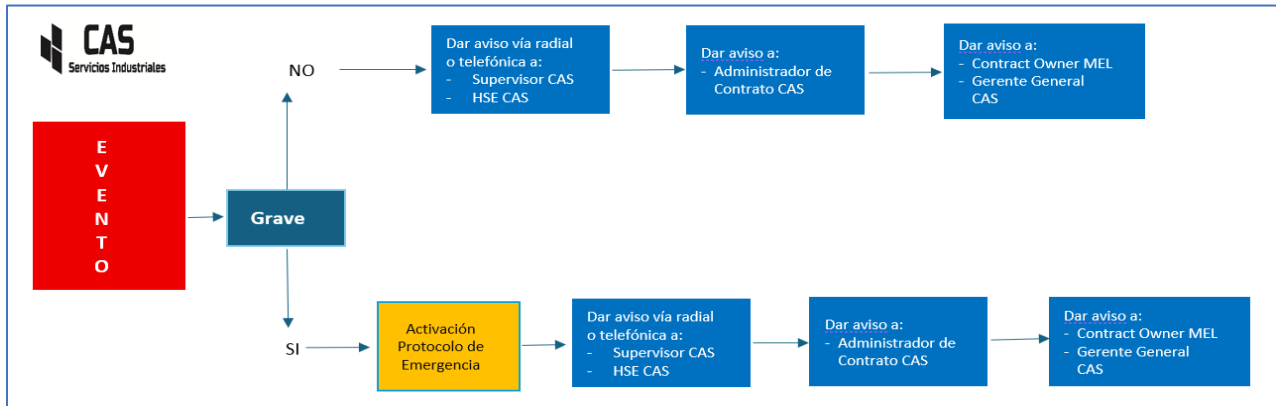 CAS
Servicios Industriales
E
V
E
N
T
O
Grave
NO
Dar aviso vía radial
o telefónica a:
- Supervisor CAS
- HSE CAS
Dar aviso a:
- Administrador de
Contrato CAS
Dar aviso a:
- Contract Owner MEL
- Gerente General
CAS
SI
Activación
Protocolo de
Emergencia
Dar aviso vía radial
o telefónica a:
- Supervisor CAS
- HSE CAS
Dar aviso a:
- Administrador de
Contrato CAS
Dar aviso a:
- Contract Owner MEL
- Gerente General
CAS